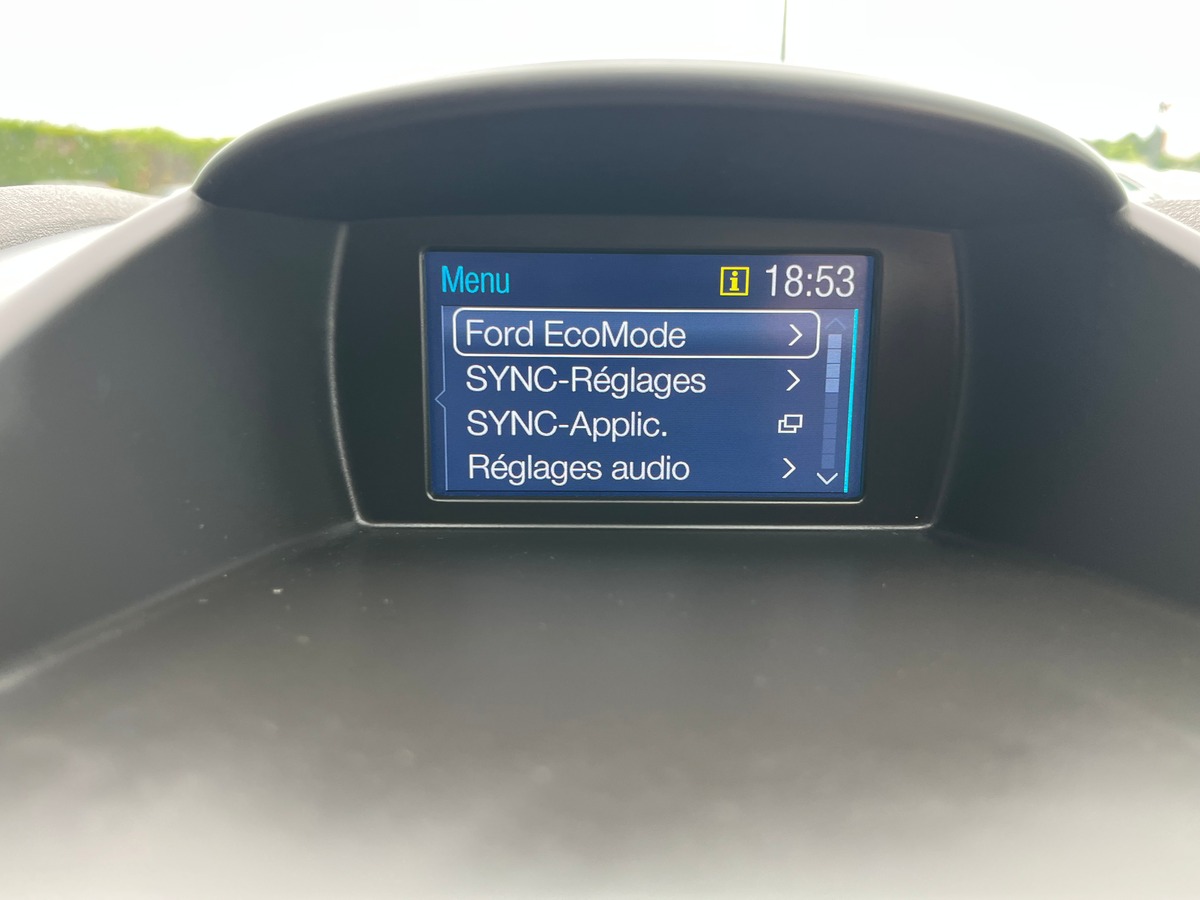 Menu i 18:53
Ford EcoMode
SYNC-Réglages
SYNC-Applic.
Réglages audio